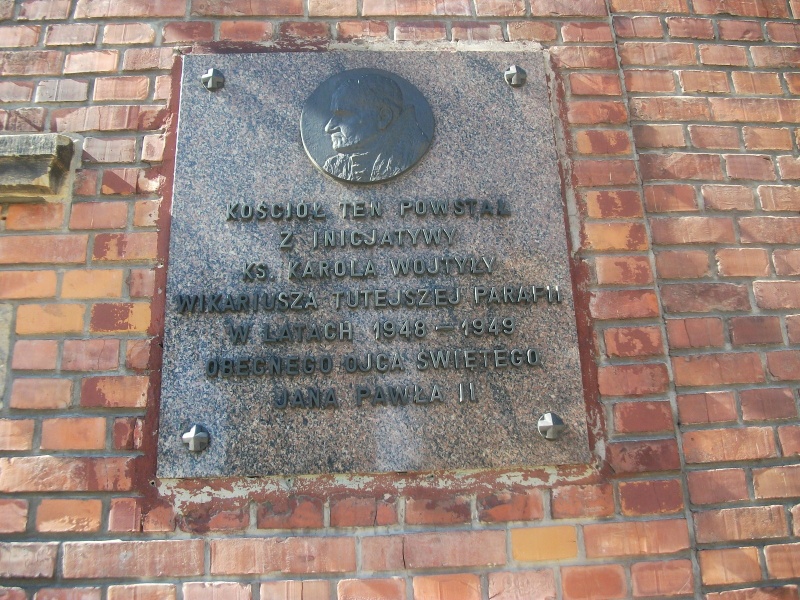 KOŚCIÓŁ TEN POWSTAŁ
Z INICJATYWY
KS. KAROLA WOJTYŁY
WIKARIUSZA TUTEJSZEJ PARAFII
W LATACH 1948-1949
OBECNEGO OJCA ŚWIĘTEGO
JANA PAWŁA II